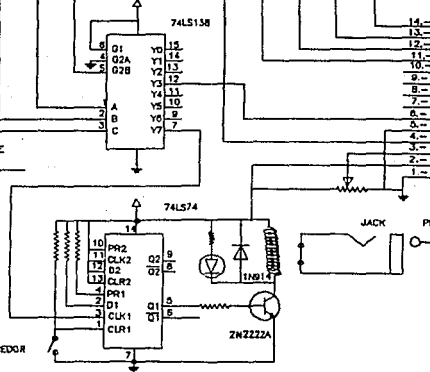 74LS138
6 G1 Y0 15
4 G2A Y1 14
5 G2B Y2 13
Y3 12
Y4 11
1 A Y5 10
2 B Y6 9
3 C Y7 7
14.-
13.-
12.-
11.-
10.-
9.-
8.-
7.-
6.-
5.-
4.-
3.-
2.-
1.-
74LS74
14
10 PR2
11 CLK2 Q2 9
12 D2 Q2 8
13 CLR2
4 PR1
2 D1 Q1 5
3 CLK1 Q1 6
1 CLR1
7
1N914
2N2222A
JACK
P
EDOR
E